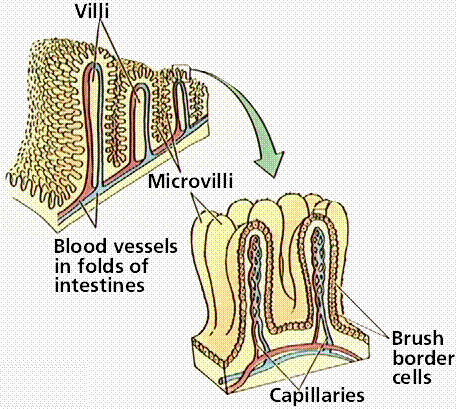 Villi
Microvilli
Blood vessels
in folds of
intestines
Brush
border
cells
Capillaries